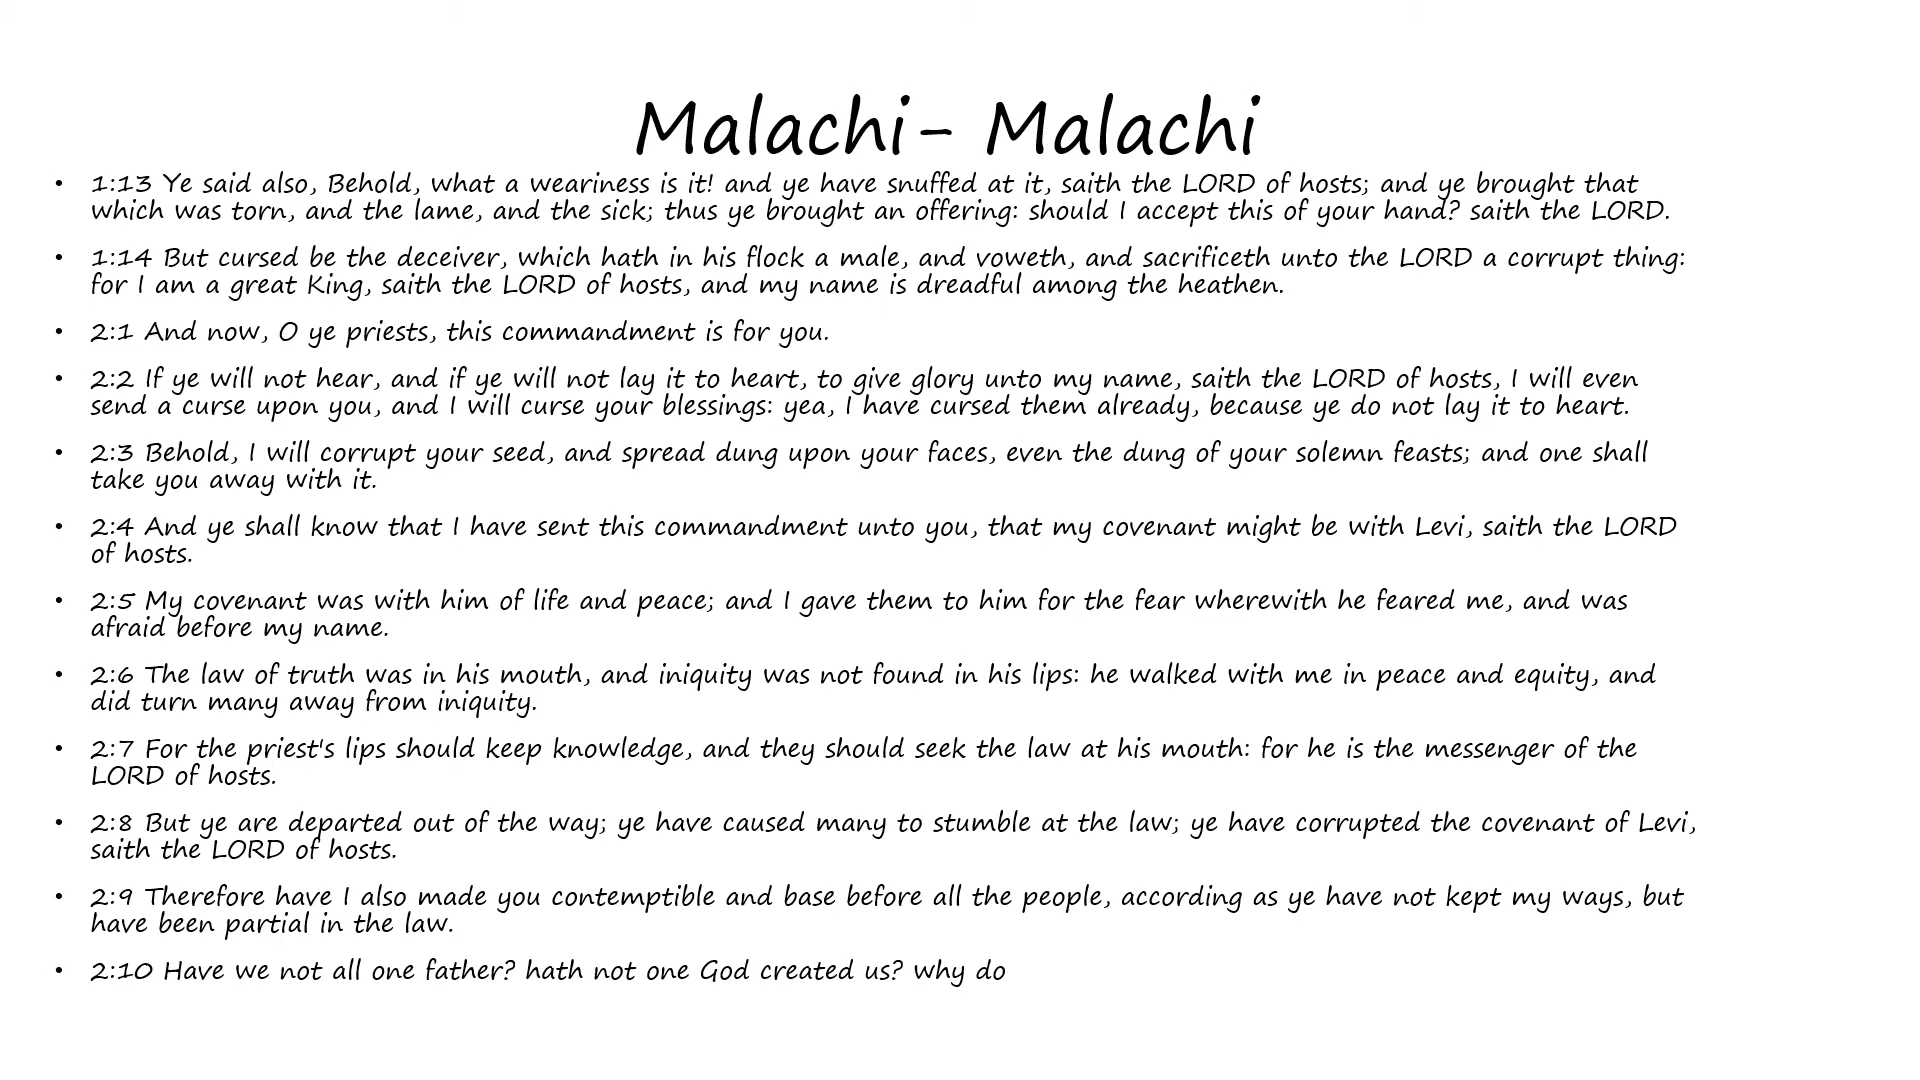 Malachi- Malachi
• 1:13 Ye said also, Behold, what a weariness is it! and ye have snuffed at it, saith the LORD of hosts; and ye brought that
which was torn, and the lame, and the sick; thus ye brought an offering: should I accept this of your hand? saith the LORD.
• 1:14 But cursed be the deceiver, which hath in his flock a male, and voweth, and sacrificeth unto the LORD a corrupt thing:
for I am a great King, saith the LORD of hosts, and my name is dreadful among the heathen.
• 2:1 And now, O ye priests, this commandment is for you.
• 2:2 If ye will not hear, and if ye will not lay it to heart, to give glory unto my name, saith the LORD of hosts, I will even
send a curse upon you, and I will curse your blessings: yea, I have cursed them already, because ye do not lay it to heart.
• 2:3 Behold, I will corrupt your seed, and spread dung upon your faces, even the dung of your solemn feasts; and one shall
take you away with it.
• 2:4 And ye shall know that I have sent this commandment unto you, that my covenant might be with Levi, saith the LORD
of hosts.
• 2:5 My covenant was with him of life and peace; and I gave them to him for the fear wherewith he feared me, and was
afraid before my name.
• 2:6 The law of truth was in his mouth, and iniquity was not found in his lips: he walked with me in peace and equity, and
did turn many away from iniquity.
• 2:7 For the priest's lips should keep knowledge, and they should seek the law at his mouth: for he is the messenger of the
LORD of hosts.
• 2:8 But ye are departed out of the way; ye have caused many to stumble at the law; ye have corrupted the covenant of Levi,
saith the LORD of hosts.
• 2:9 Therefore have I also made you contemptible and base before all the people, according as ye have not kept my ways, but
have been partial in the law.
• 2:10 Have we not all one father? hath not one God created us? why do